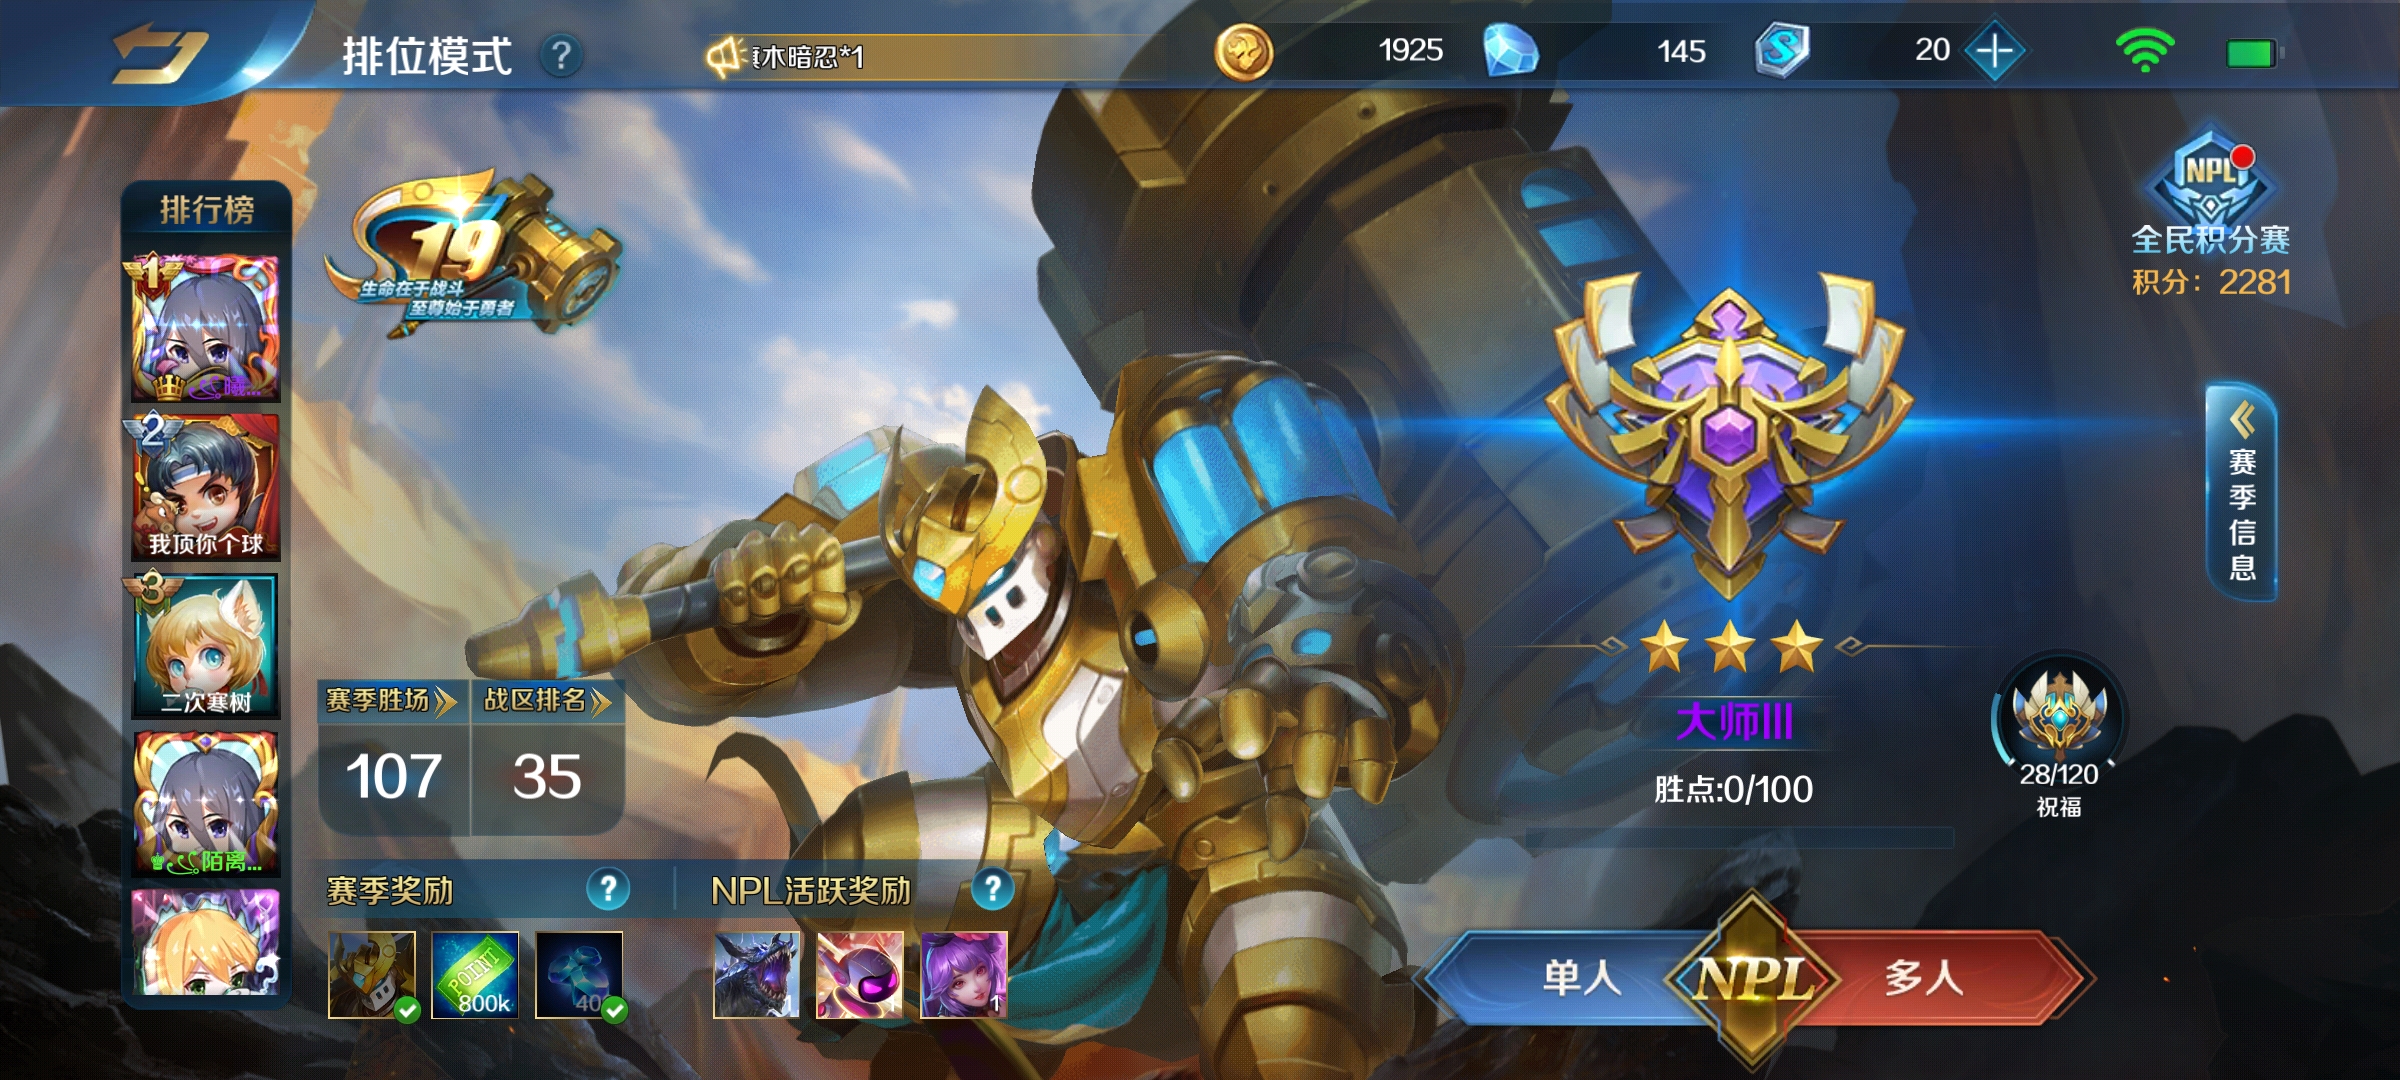 排位模式
?
真木暗忍*1
1925
145
20
NPL
全民积分赛
积分：2281
排行榜
1
曦...
2
我顶你个球
3
二次寒树
陌离...
19
生命在于战斗
至尊始于勇者
赛季信息
赛季胜场
战区排名
107
35
大师III
胜点:0/100
28/120
祝福
赛季奖励
?
NPL活跃奖励
?
POINT
800k
40
1
1
单人
NPL
多人